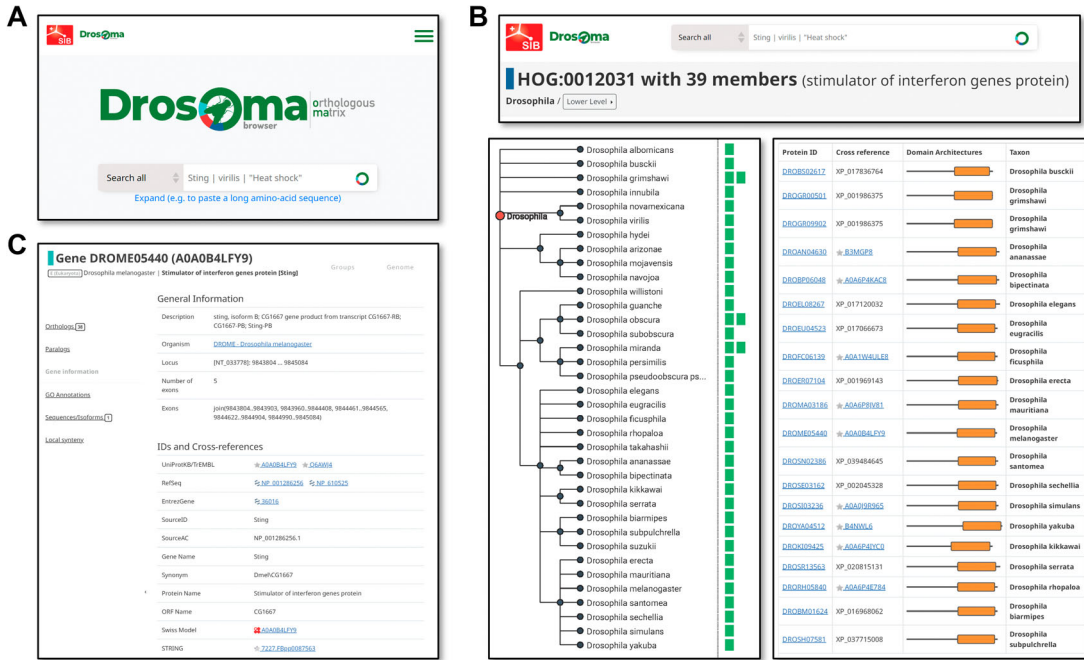 A
SIB
DrosOma
DrosOma
browser
orthologous
matrix
Search all
Sting | virilis | "Heat shock"
Expand (e.g. to paste a long amino-acid sequence)
B
SIB
DrosOma
Search all
Sting | virilis | "Heat shock"
HOG:0012031 with 39 members (stimulator of interferon genes protein)
Drosophila / Lower Level
Drosophila
Drosophila albomicans
Drosophila busckii
Drosophila grimshawi
Drosophila innubila
Drosophila novamexicana
Drosophila virilis
Drosophila hydei
Drosophila arizonae
Drosophila mojavensis
Drosophila navojoa
Drosophila willistoni
Drosophila guanche
Drosophila obscura
Drosophila subobscura
Drosophila miranda
Drosophila persimilis
Drosophila pseudoobscura ps...
Drosophila elegans
Drosophila eugracilis
Drosophila ficusphila
Drosophila rhopaloa
Drosophila takahashii
Drosophila ananassae
Drosophila bipectinata
Drosophila kikkawai
Drosophila serrata
Drosophila biarmipes
Drosophila subpulchrella
Drosophila suzukii
Drosophila erecta
Drosophila mauritiana
Drosophila melanogaster
Drosophila santomea
Drosophila sechellia
Drosophila simulans
Drosophila yakuba
Protein ID Cross reference Domain Architectures Taxon
DROBS02617 XP_017836764 Drosophila busckii
DROGR00501 XP_001986375 Drosophila
grimshawi
DROGR09902 XP_001986375 Drosophila
grimshawi
DROAN04630 B3MGP8 Drosophila
ananassae
DROBP06048 A0A6P4KAC8 Drosophila
bipectinata
DROEL08267 XP_017120032 Drosophila elegans
DROEU04523 XP_017066673 Drosophila
eugracilis
DROFC06139 A0A1W4ULE8 Drosophila
ficusphila
DROER07104 XP_001969143 Drosophila erecta
DROMA03186 A0A6P8JV81 Drosophila
mauritiana
DROME05440 A0A0B4LFY9 Drosophila
melanogaster
DROSN02386 XP_039484645 Drosophila
santomea
DROSE03162 XP_002045328 Drosophila sechellia
DROSI03236 A0A0J9R965 Drosophila simulans
DROYA04512 B4NWL6 Drosophila yakuba
DROKI09425 A0A6P4IYC0 Drosophila kikkawai
DROSR13563 XP_020815131 Drosophila serrata
DRORH05840 A0A6P4E784 Drosophila rhopaloa
DROBM01624 XP_016968062 Drosophila
biarmipes
DROSH07581 XP_037715008 Drosophila
subpulchrella
C
Gene DROME05440 (A0A0B4LFY9)
Drosophila melanogaster | Stimulator of interferon genes protein [Sting]
Groups Genome
Orthologs 38
Paralogs
Gene Information
GO Annotations
Sequences/Isoforms 1
Local synteny
General Information
Description sting, isoform B; CG1667 gene product from transcript CG1667-RB;
CG1667-PB; Sting-PB
Organism DROME - Drosophila melanogaster
Locus [NT_033778]: 9843804 ... 9845084
Number of
exons 5
Exons join(9843804..9843903, 9843960..9844408, 9844461..9844565,
9844622..9844904, 9844990..9845084)
IDs and Cross-references
UniProtKB/TrEMBL A0A0B4LFY9 Q6AWJ4
RefSeq NP_001286256 NP_610525
EntrezGene 36016
SourceID Sting
SourceAC NP_001286256.1
Gene Name Sting
Synonym Dmel\CG1667
Protein Name Stimulator of interferon genes protein
ORF Name CG1667
Swiss Model A0A0B4LFY9
STRING 7227.FBpp0087563